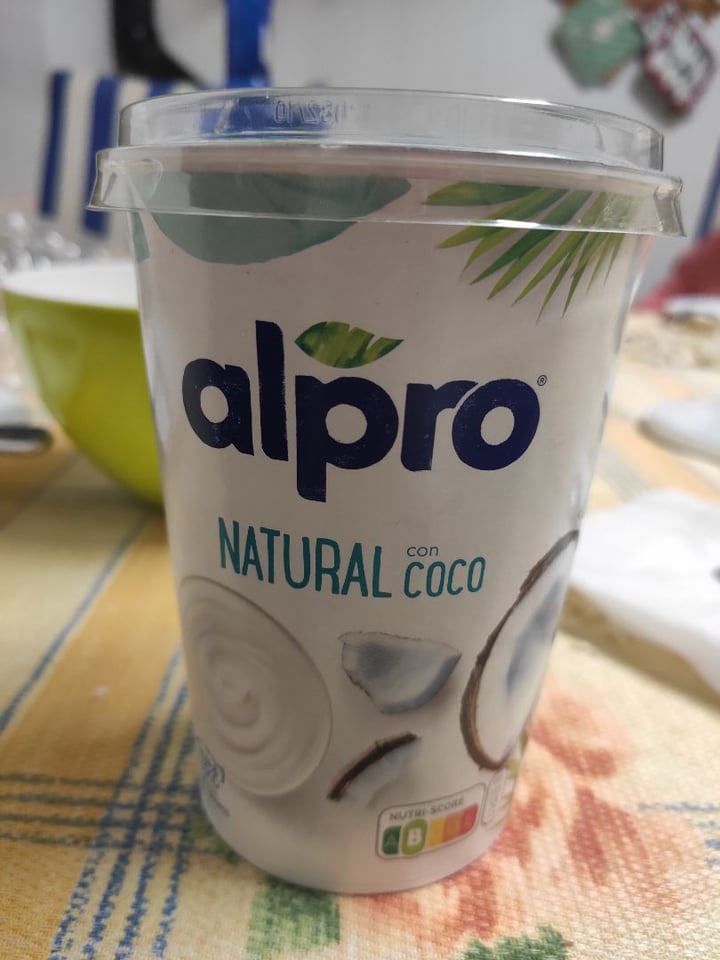 alpro®
NATURAL con COCO
NUTRI-SCORE
A B C D E